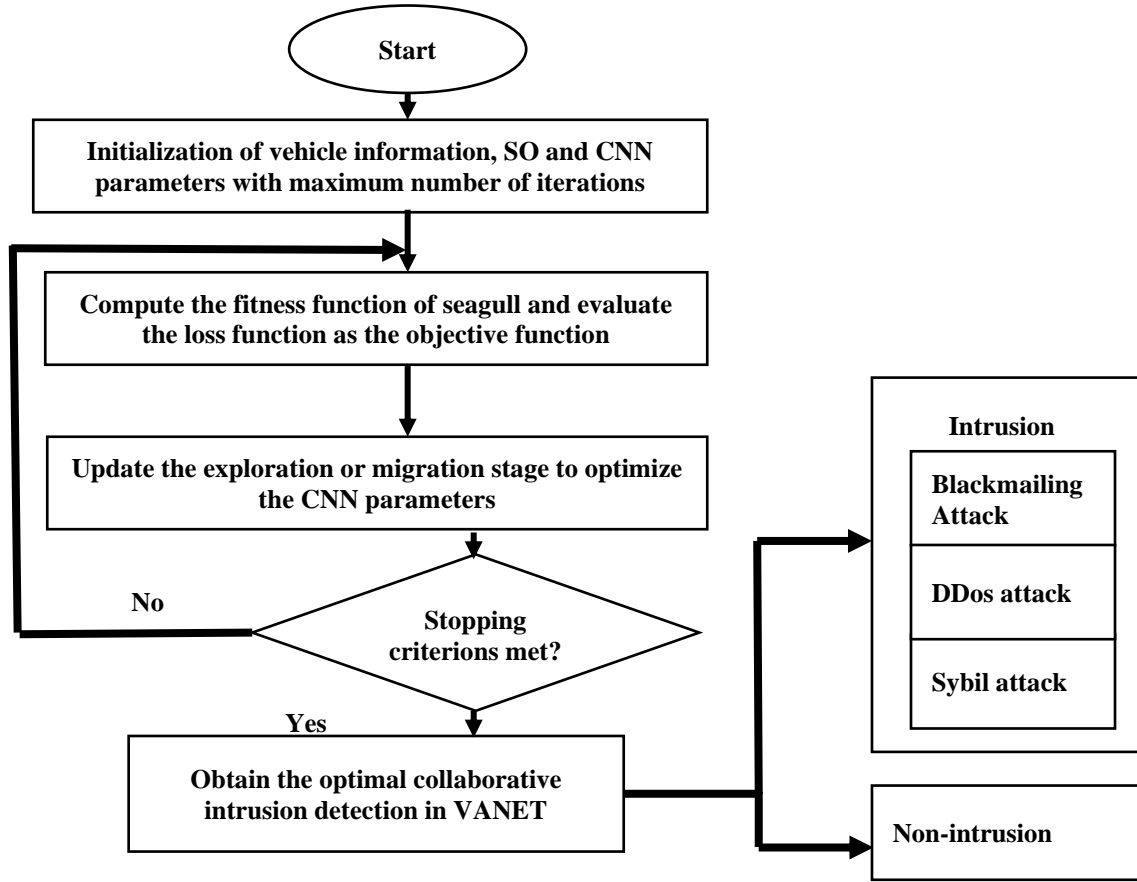 Start
Initialization of vehicle information, SO and CNN
parameters with maximum number of iterations
Compute the fitness function of seagull and evaluate
the loss function as the objective function
Update the exploration or migration stage to optimize
the CNN parameters
No
Stopping
criterions met?
Yes
Obtain the optimal collaborative
intrusion detection in VANET
Intrusion
Blackmailing
Attack
DDos attack
Sybil attack
Non-intrusion